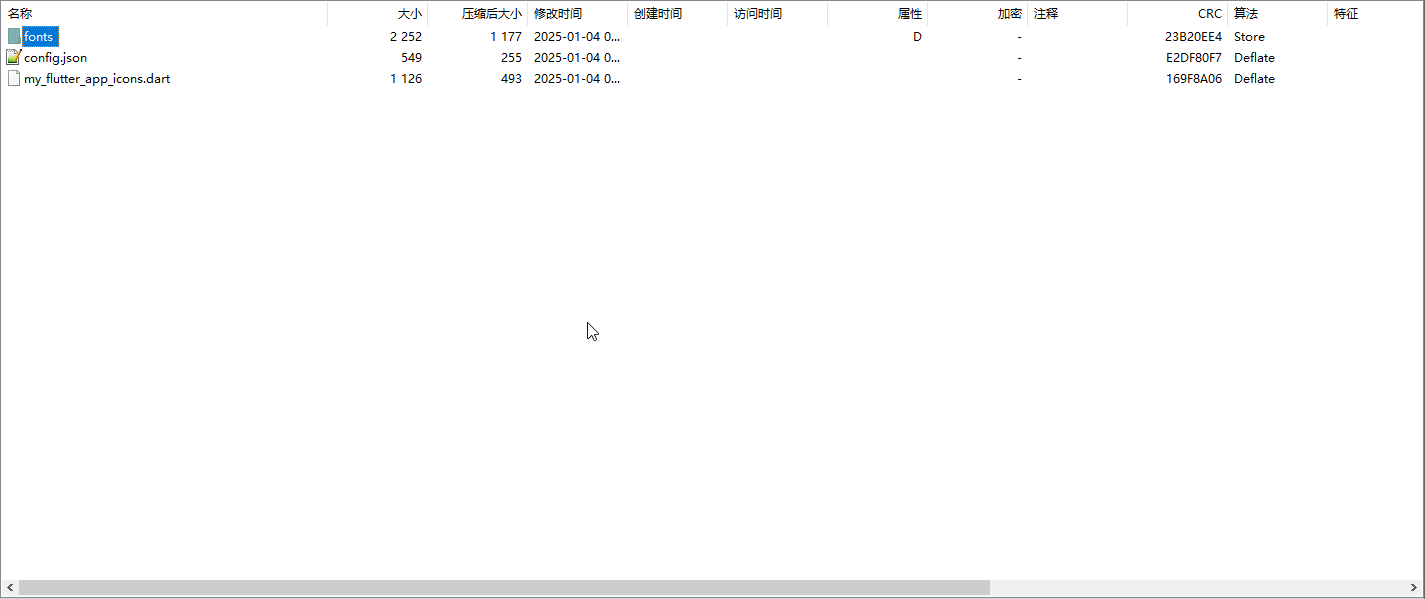 名称 大小 压缩后大小 修改时间 创建时间 访问时间 属性 加密 注释 CRC 算法 特征
fonts 2 252 1 177 2025-01-04 0... D - 23B20EE4 Store
config.json 549 255 2025-01-04 0... - E2DF80F7 Deflate
my_flutter_app_icons.dart 1 126 493 2025-01-04 0... - 169F8A06 Deflate